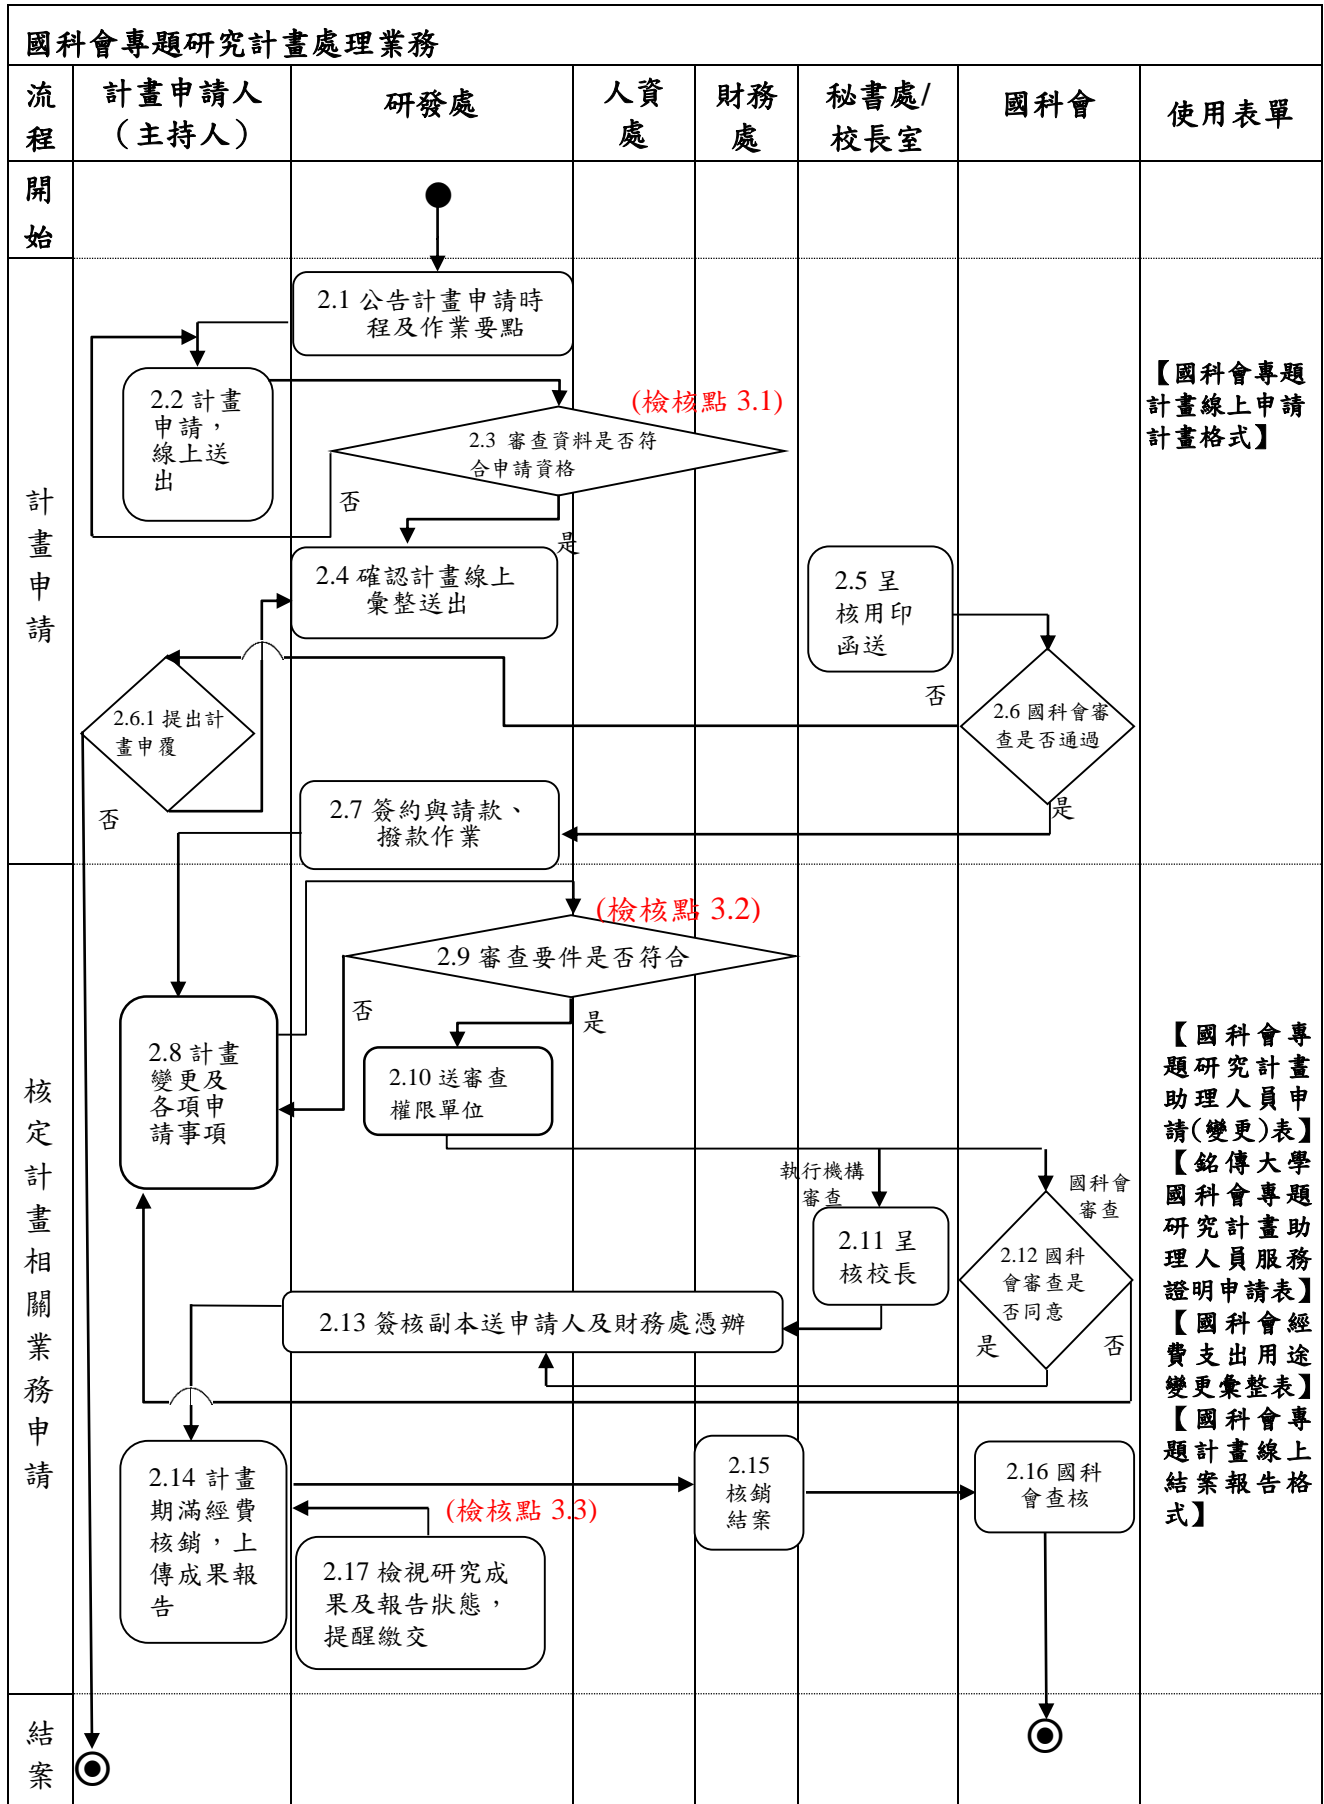 國科會專題研究計畫處理業務
流
程
計畫申請人
（主持人）
研發處
人資
處
財務
處
秘書處/
校長室
國科會
使用表單
開
始
計
畫
申
請
2.1 公告計畫申請時
程及作業要點
2.2 計畫
申請，
線上送
出
(檢核點 3.1)
2.3 審查資料是否符
合申請資格
否
是
【國科會專題
計畫線上申請
計畫格式】
2.4 確認計畫線上
彙整送出
2.5 呈
核用印
函送
否
2.6 國科會審
查是否通過
是
2.6.1 提出計
畫申覆
否
2.7 簽約與請款、
撥款作業
核
定
計
畫
相
關
業
務
申
請
(檢核點 3.2)
2.9 審查要件是否符合
否
是
2.8 計畫
變更及
各項申
請事項
2.10 送審查
權限單位
執行機構
審查
國科會
審查
2.11 呈
核校長
2.12 國科
會審查是
否同意
是
否
2.13 簽核副本送申請人及財務處憑辦
【國科會專
題研究計畫
助理人員申
請(變更)表】
【銘傳大學
國科會專題
研究計畫助
理人員服務
證明申請表】
【國科會經
費支出用途
變更彙整表】
【國科會專
題計畫線上
結案報告格
式】
2.14 計畫
期滿經費
核銷，上
傳成果報
告
(檢核點 3.3)
2.15
核銷
結案
2.16 國科
會查核
2.17 檢視研究成
果及報告狀態，
提醒繳交
結
案